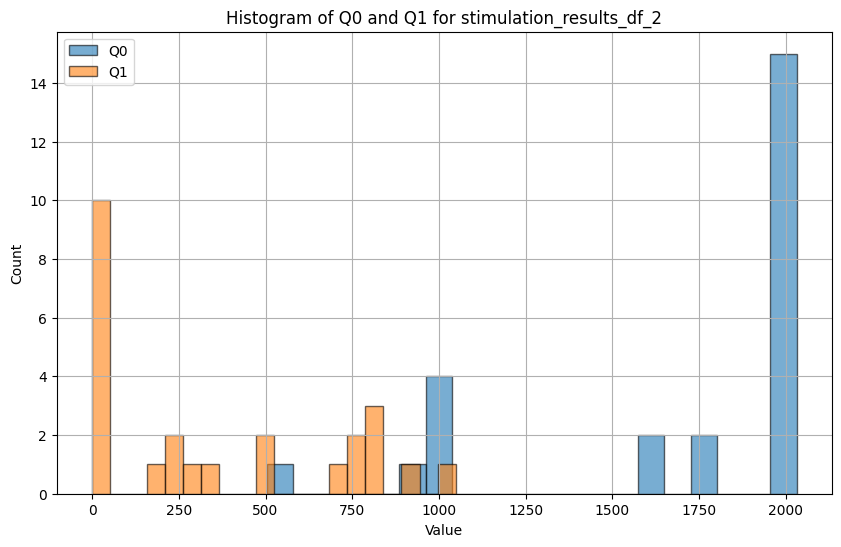 Histogram of Q0 and Q1 for stimulation_results_df_2
Q0
Q1
Count
14
12
10
8
6
4
2
0
0 250 500 750 1000 1250 1500 1750 2000
Value